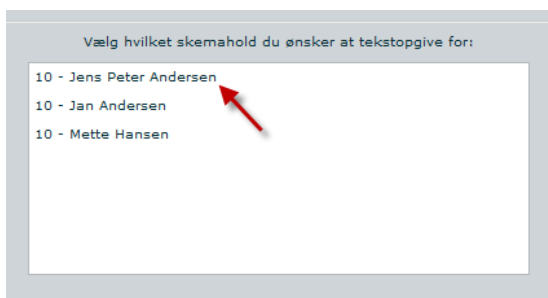 Vælg hvilket skemahold du ønsker at tekstopgive for:
10 - Jens Peter Andersen
10 - Jan Andersen
10 - Mette Hansen